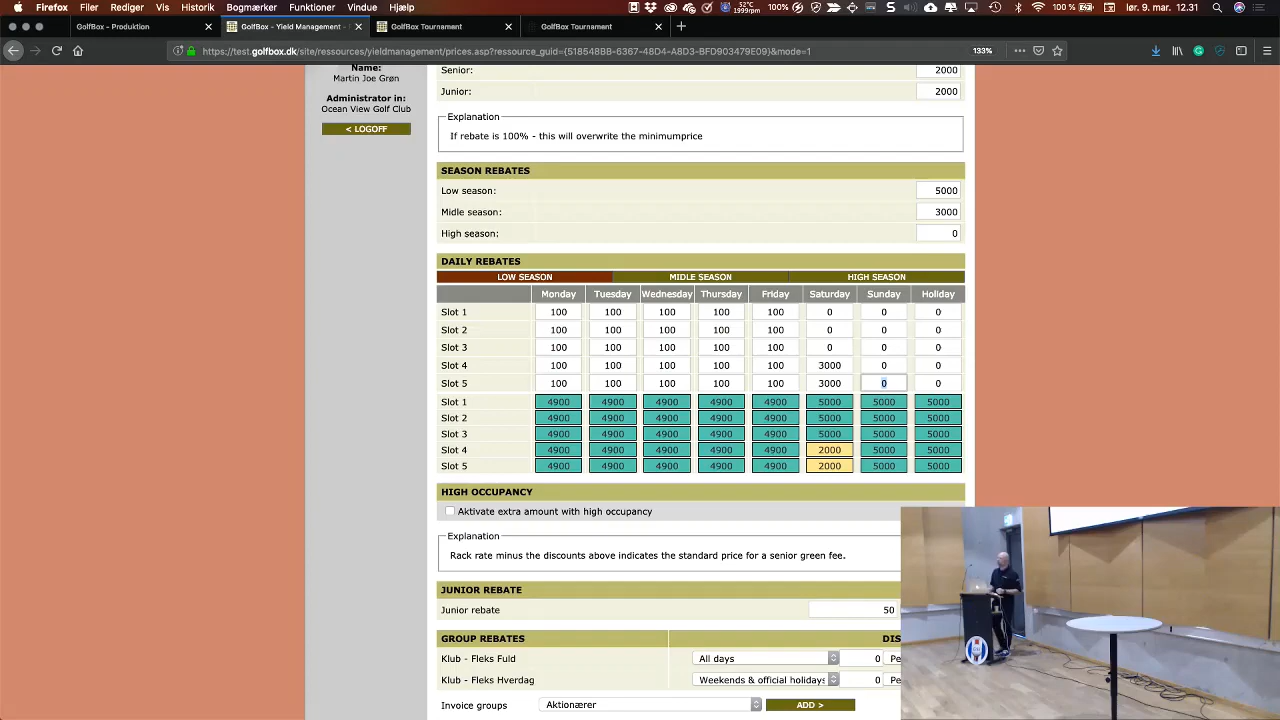 Firefox Arkiv Rediger Vis Historik Bogmærker Funktioner Vindue Hjælp 100% lør. 9. mar. 12.31
GolfBox - Produktion
GolfBox - Yield Management -
GolfBox Tournament
GolfBox Tournament
https://test.golfbox.dk/site/ressources/yieldmanagement/prices.asp?ressource_guid={518548BB-6367-48D4-A8D3-BFD903479E09}&mode=1
133%
Name:
Martin Joe Grøn
Administrator in:
Ocean View Golf Club
< LOGOFF
Senior: 2000
Junior: 2000
Explanation
If rebate is 100% - this will overwrite the minimumprice
SEASON REBATES
Low season: 5000
Midle season: 3000
High season: 0
DAILY REBATES
LOW SEASON MIDLE SEASON HIGH SEASON
Monday Tuesday Wednesday Thursday Friday Saturday Sunday Holiday
Slot 1 100 100 100 100 100 0 0 0
Slot 2 100 100 100 100 100 0 0 0
Slot 3 100 100 100 100 100 0 0 0
Slot 4 100 100 100 100 100 3000 0 0
Slot 5 100 100 100 100 100 3000 0 0
Slot 1 4900 4900 4900 4900 4900 5000 5000 5000
Slot 2 4900 4900 4900 4900 4900 5000 5000 5000
Slot 3 4900 4900 4900 4900 4900 5000 5000 5000
Slot 4 4900 4900 4900 4900 4900 2000 5000 5000
Slot 5 4900 4900 4900 4900 4900 2000 5000 5000
HIGH OCCUPANCY
Aktivate extra amount with high occupancy
Explanation
Rack rate minus the discounts above indicates the standard price for a senior green fee.
JUNIOR REBATE
Junior rebate 50
GROUP REBATES DIS
Klub - Fleks Fuld All days 0 Pe
Klub - Fleks Hverdag Weekends & official holidays 0 Pe
Invoice groups Aktionærer ADD >